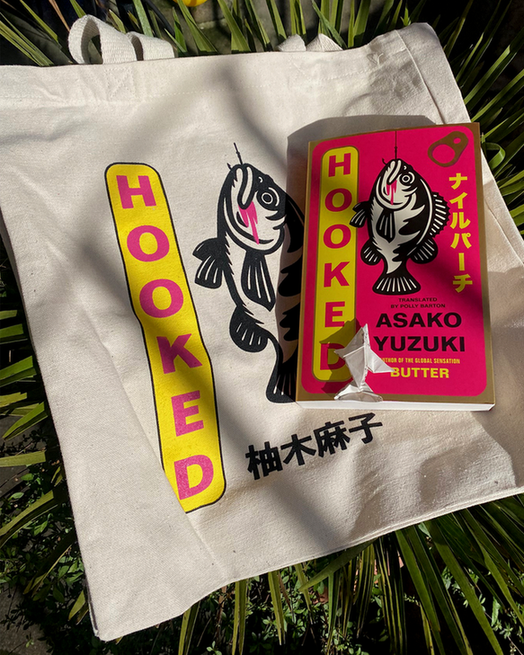 HOOKED
柚木麻子
HOOKED
ナイルパーチ
TRANSLATED
BY POLLY BARTON
ASAKO
YUZUKI
AUTHOR OF THE GLOBAL SENSATION
BUTTER